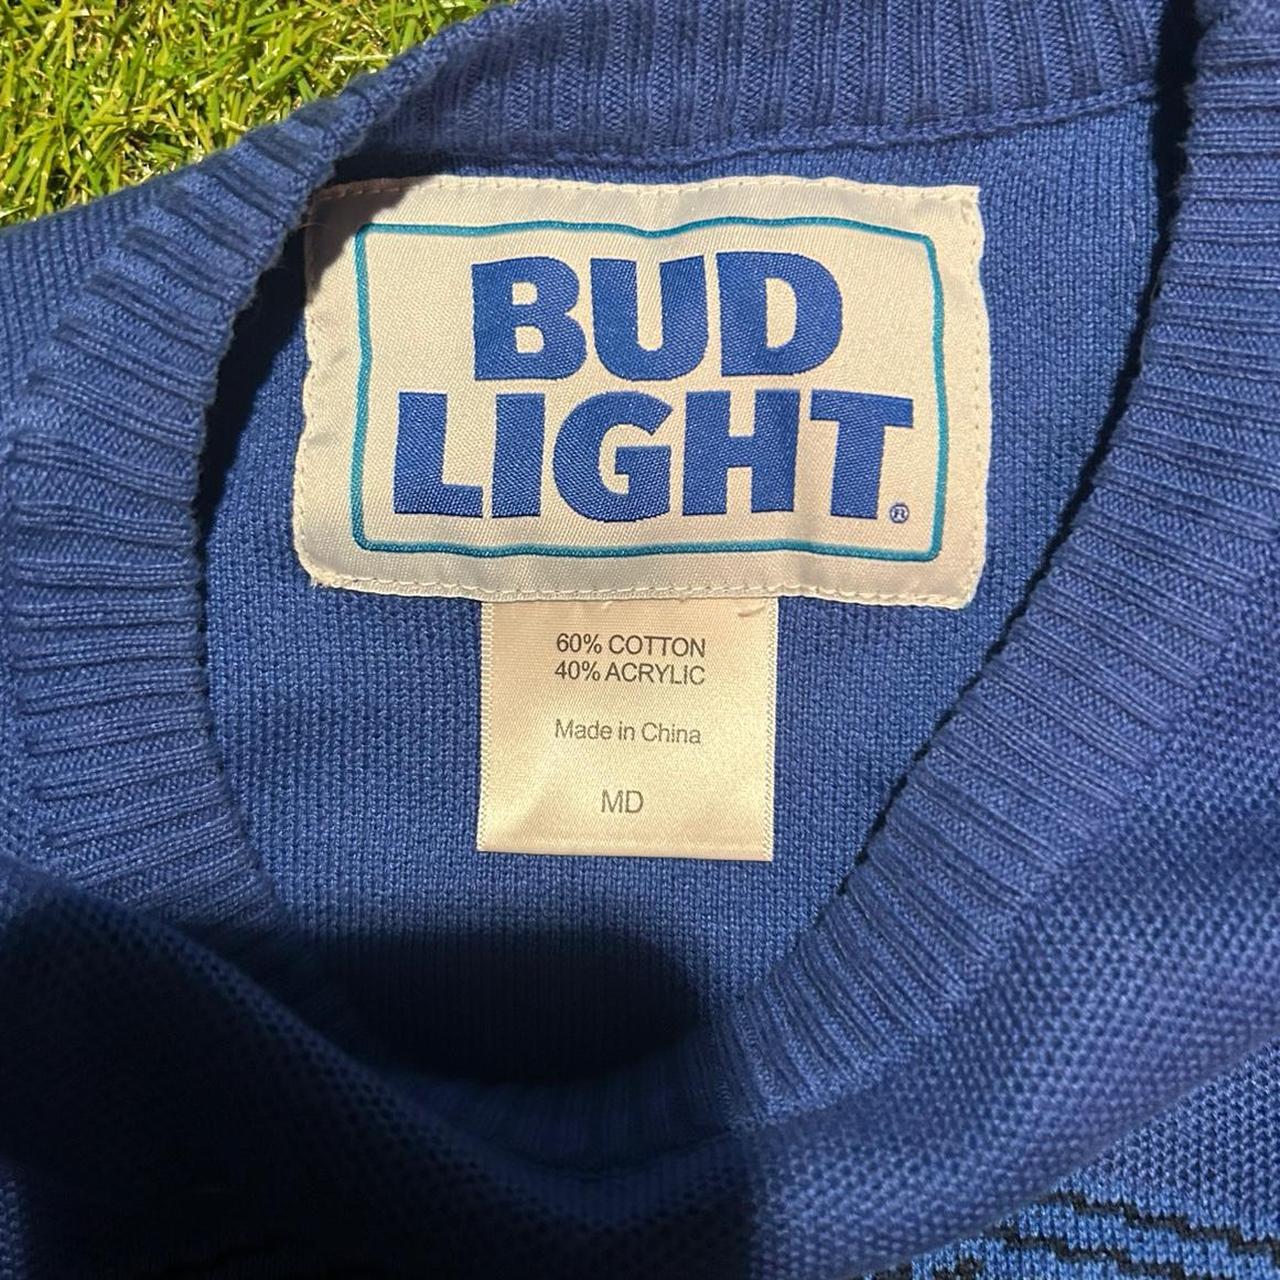 BUD
LIGHT®
60% COTTON
40% ACRYLIC
Made in China
MD